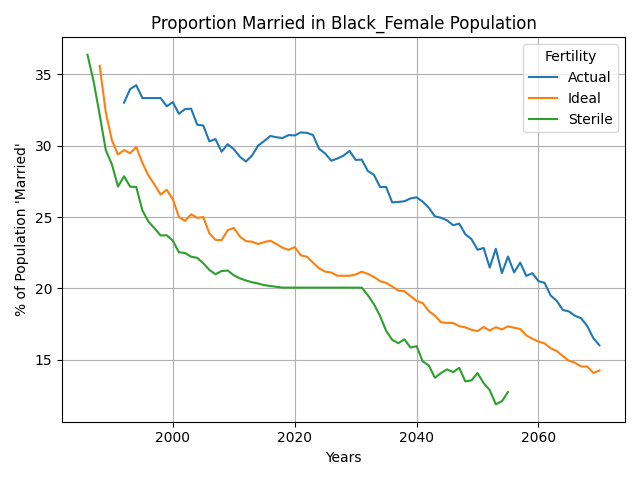 Proportion Married in Black_Female Population
% of Population 'Married'
35
30
25
20
15
2000
2020
2040
2060
Years
Fertility
Actual
Ideal
Sterile